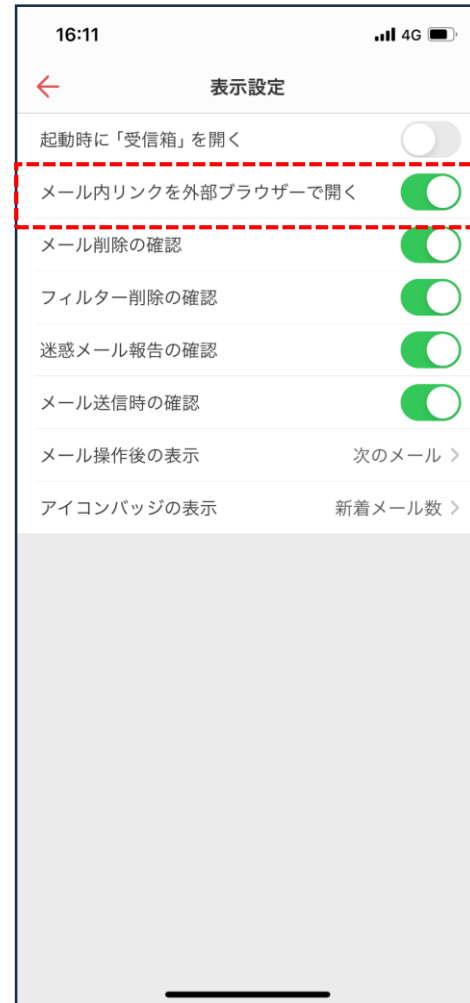 16:11 4G
表示設定
起動時に「受信箱」を開く
メール内リンクを外部ブラウザーで開く
メール削除の確認
フィルター削除の確認
迷惑メール報告の確認
メール送信時の確認
メール操作後の表示 次のメール
アイコンバッジの表示 新着メール数